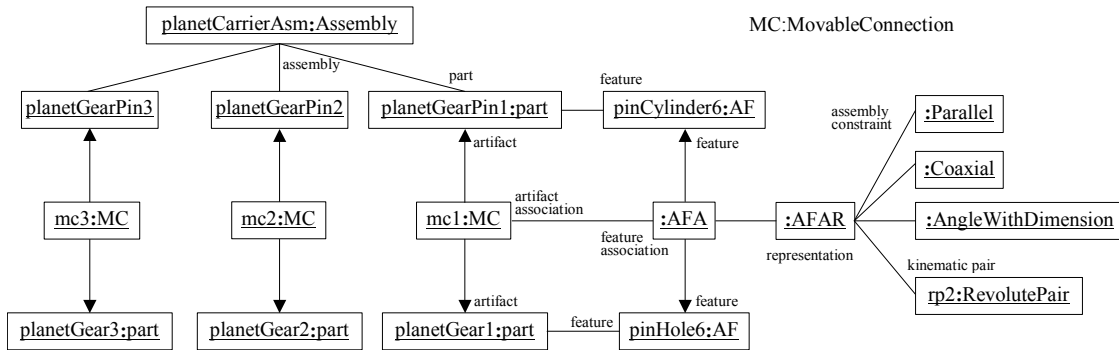 planetCarrierAsm:Assembly
MC:MovableConnection
assembly
part
feature
planetGearPin3
planetGearPin2
planetGearPin1:part
pinCylinder6:AF
assembly
constraint
:Parallel
artifact
feature
:Coaxial
mc3:MC
mc2:MC
mc1:MC
artifact
association
:AFA
:AFAR
:AngleWithDimension
feature
association
representation
kinematic pair
rp2:RevolutePair
artifact
feature
planetGear3:part
planetGear2:part
planetGear1:part
feature
pinHole6:AF